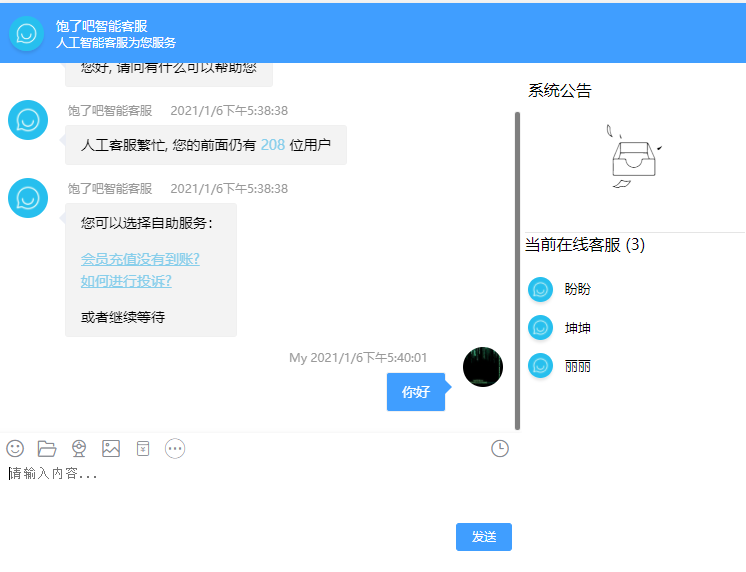 饱了吧智能客服
人工智能客服为您服务
您好, 请问有什么可以帮助您
饱了吧智能客服 2021/1/6下午5:38:38
人工客服繁忙, 您的前面仍有 208 位用户
饱了吧智能客服 2021/1/6下午5:38:38
您可以选择自助服务:
会员充值没有到账?
如何进行投诉?
或者继续等待
My 2021/1/6下午5:40:01
你好
请输入内容...
发送
系统公告
当前在线客服 (3)
盼盼
坤坤
丽丽